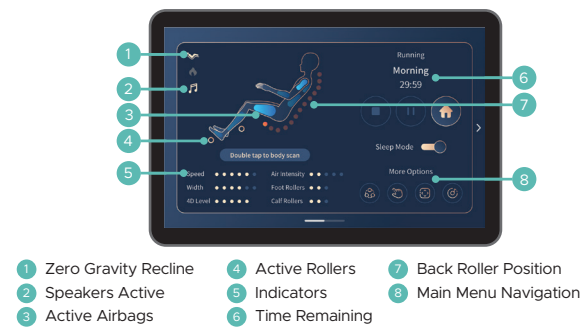 Running
Morning
29:59
Sleep Mode
More Options
Double tap to body scan
Speed
Air Intensity
Width
Foot Rollers
4D Level
Calf Rollers
1
2
3
4
5
6
7
8
1 Zero Gravity Recline
2 Speakers Active
3 Active Airbags
4 Active Rollers
5 Indicators
6 Time Remaining
7 Back Roller Position
8 Main Menu Navigation